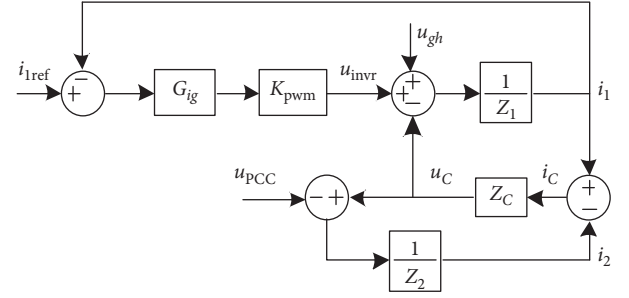 u_gh
i_1ref
−
+
G_ig
K_pwm
u_invr
+
+
−
1
Z_1
i_1
u_PCC
−
+
u_C
Z_C
i_C
+
−
1
Z_2
i_2